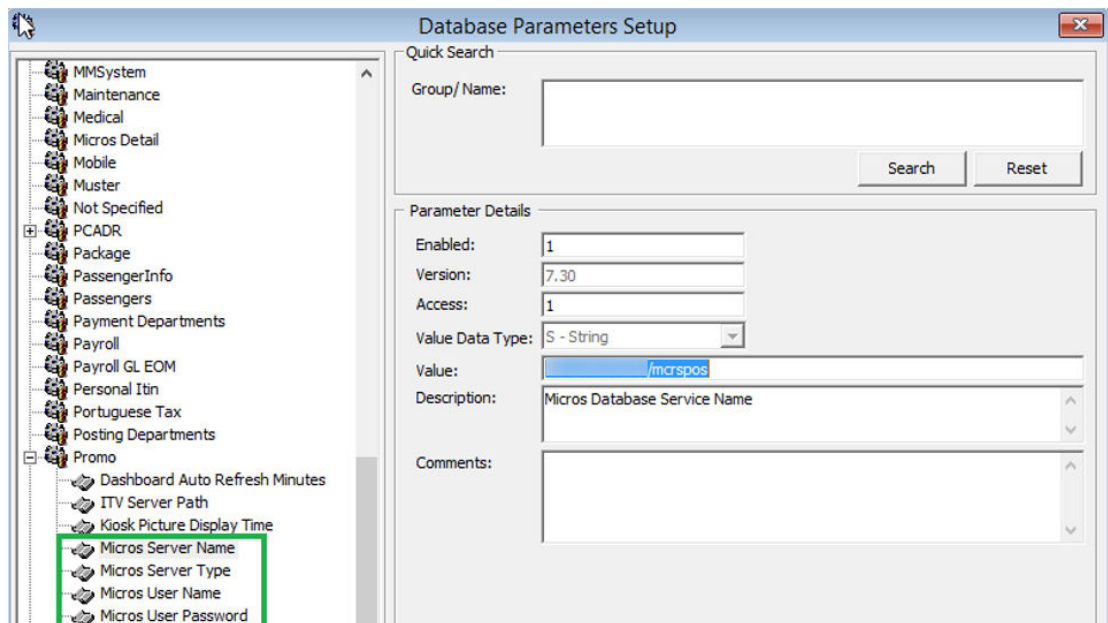 Database Parameters Setup
MMSystem
Maintenance
Medical
Micros Detail
Mobile
Muster
Not Specified
PCADR
Package
PassengerInfo
Passengers
Payment Departments
Payroll
Payroll GL EOM
Personal Itin
Portuguese Tax
Posting Departments
Promo
Dashboard Auto Refresh Minutes
ITV Server Path
Kiosk Picture Display Time
Micros Server Name
Micros Server Type
Micros User Name
Micros User Password
Quick Search
Group/Name:
Search Reset
Parameter Details
Enabled: 1
Version: 7.30
Access: 1
Value Data Type: S - String
Value: /mcrspos
Description: Micros Database Service Name
Comments: